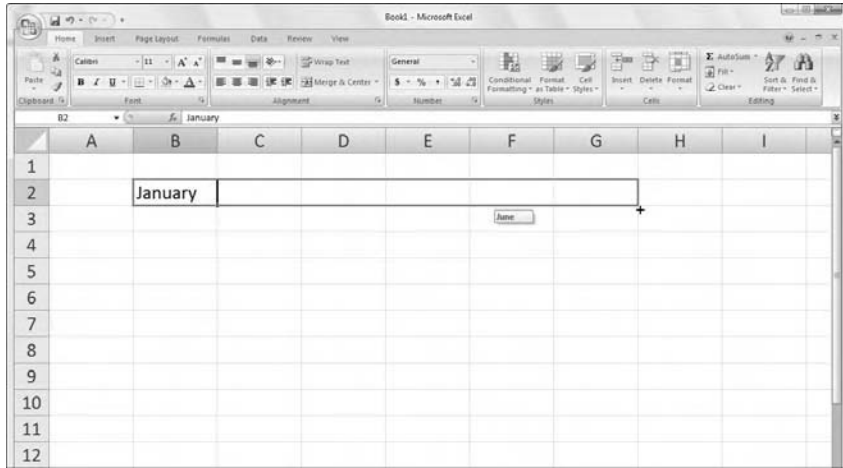 Book1 - Microsoft Excel
Home Insert Page Layout Formulas Data Review View
Paste
Clipboard
Calibri 11 A A
B I U A
Font
Wrap Text
Merge & Center
Alignment
General
$ % ,
Number
Conditional Formatting Format as Table Cell Styles
Styles
Insert Delete Format
Cells
Σ AutoSum
Fill
Clear
Sort & Filter Find & Select
Editing
B2 fx January
A B C D E F G H I
1
2 January
3 June
4
5
6
7
8
9
10
11
12